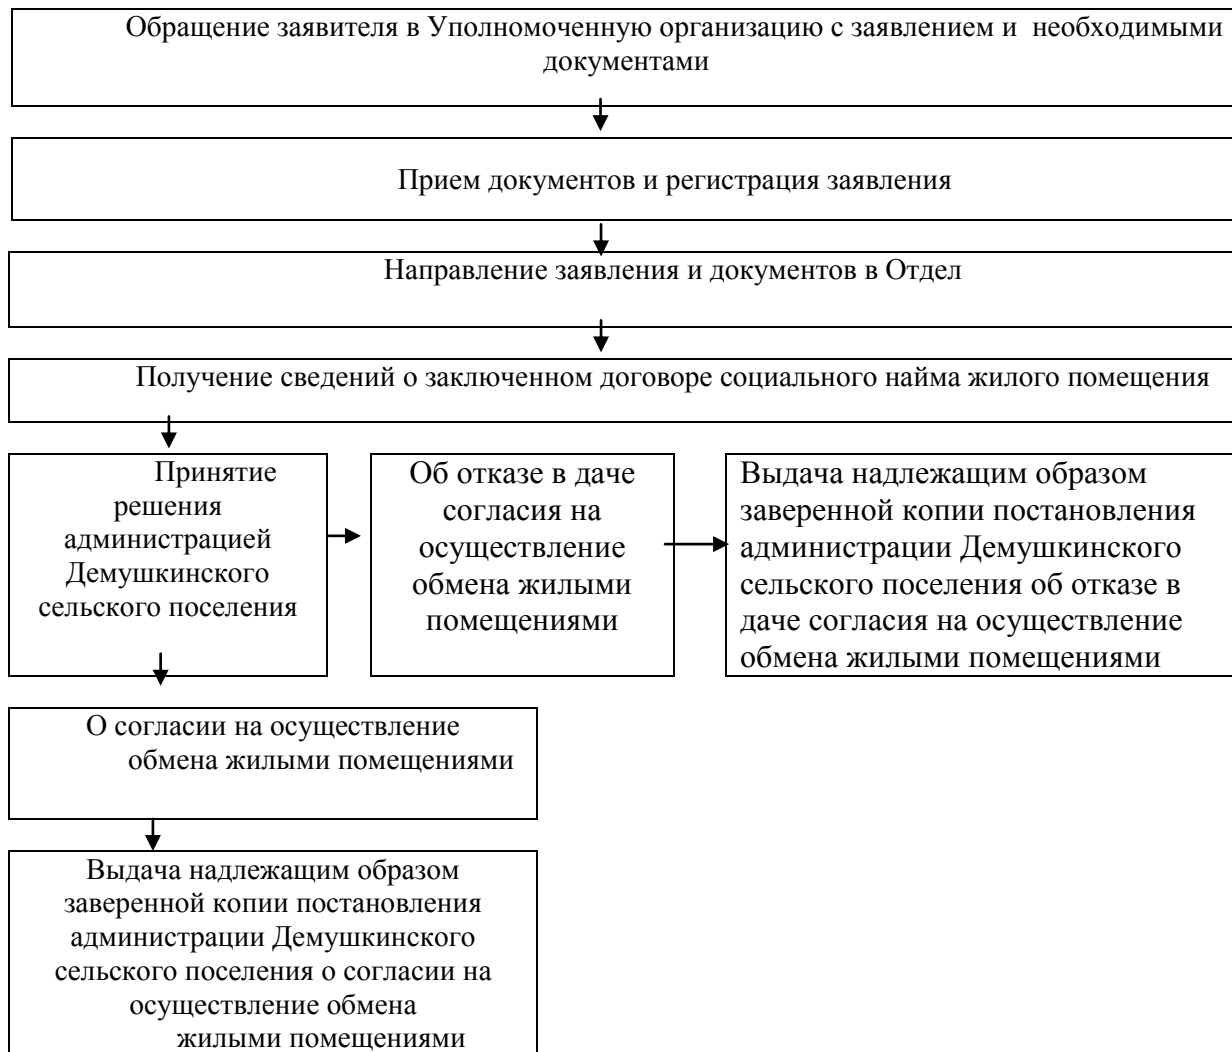 Обращение заявителя в Уполномоченную организацию с заявлением и необходимыми
документами
Прием документов и регистрация заявления
Направление заявления и документов в Отдел
Получение сведений о заключенном договоре социального найма жилого помещения
Принятие
решения
администрацией
Демушкинского
сельского поселения
Об отказе в даче
согласия на
осуществление
обмена жилыми
помещениями
Выдача надлежащим образом
заверенной копии постановления
администрации Демушкинского
сельского поселения об отказе в
даче согласия на осуществление
обмена жилыми помещениями
О согласии на осуществление
обмена жилыми помещениями
Выдача надлежащим образом
заверенной копии постановления
администрации Демушкинского
сельского поселения о согласии на
осуществление обмена
жилыми помещениями